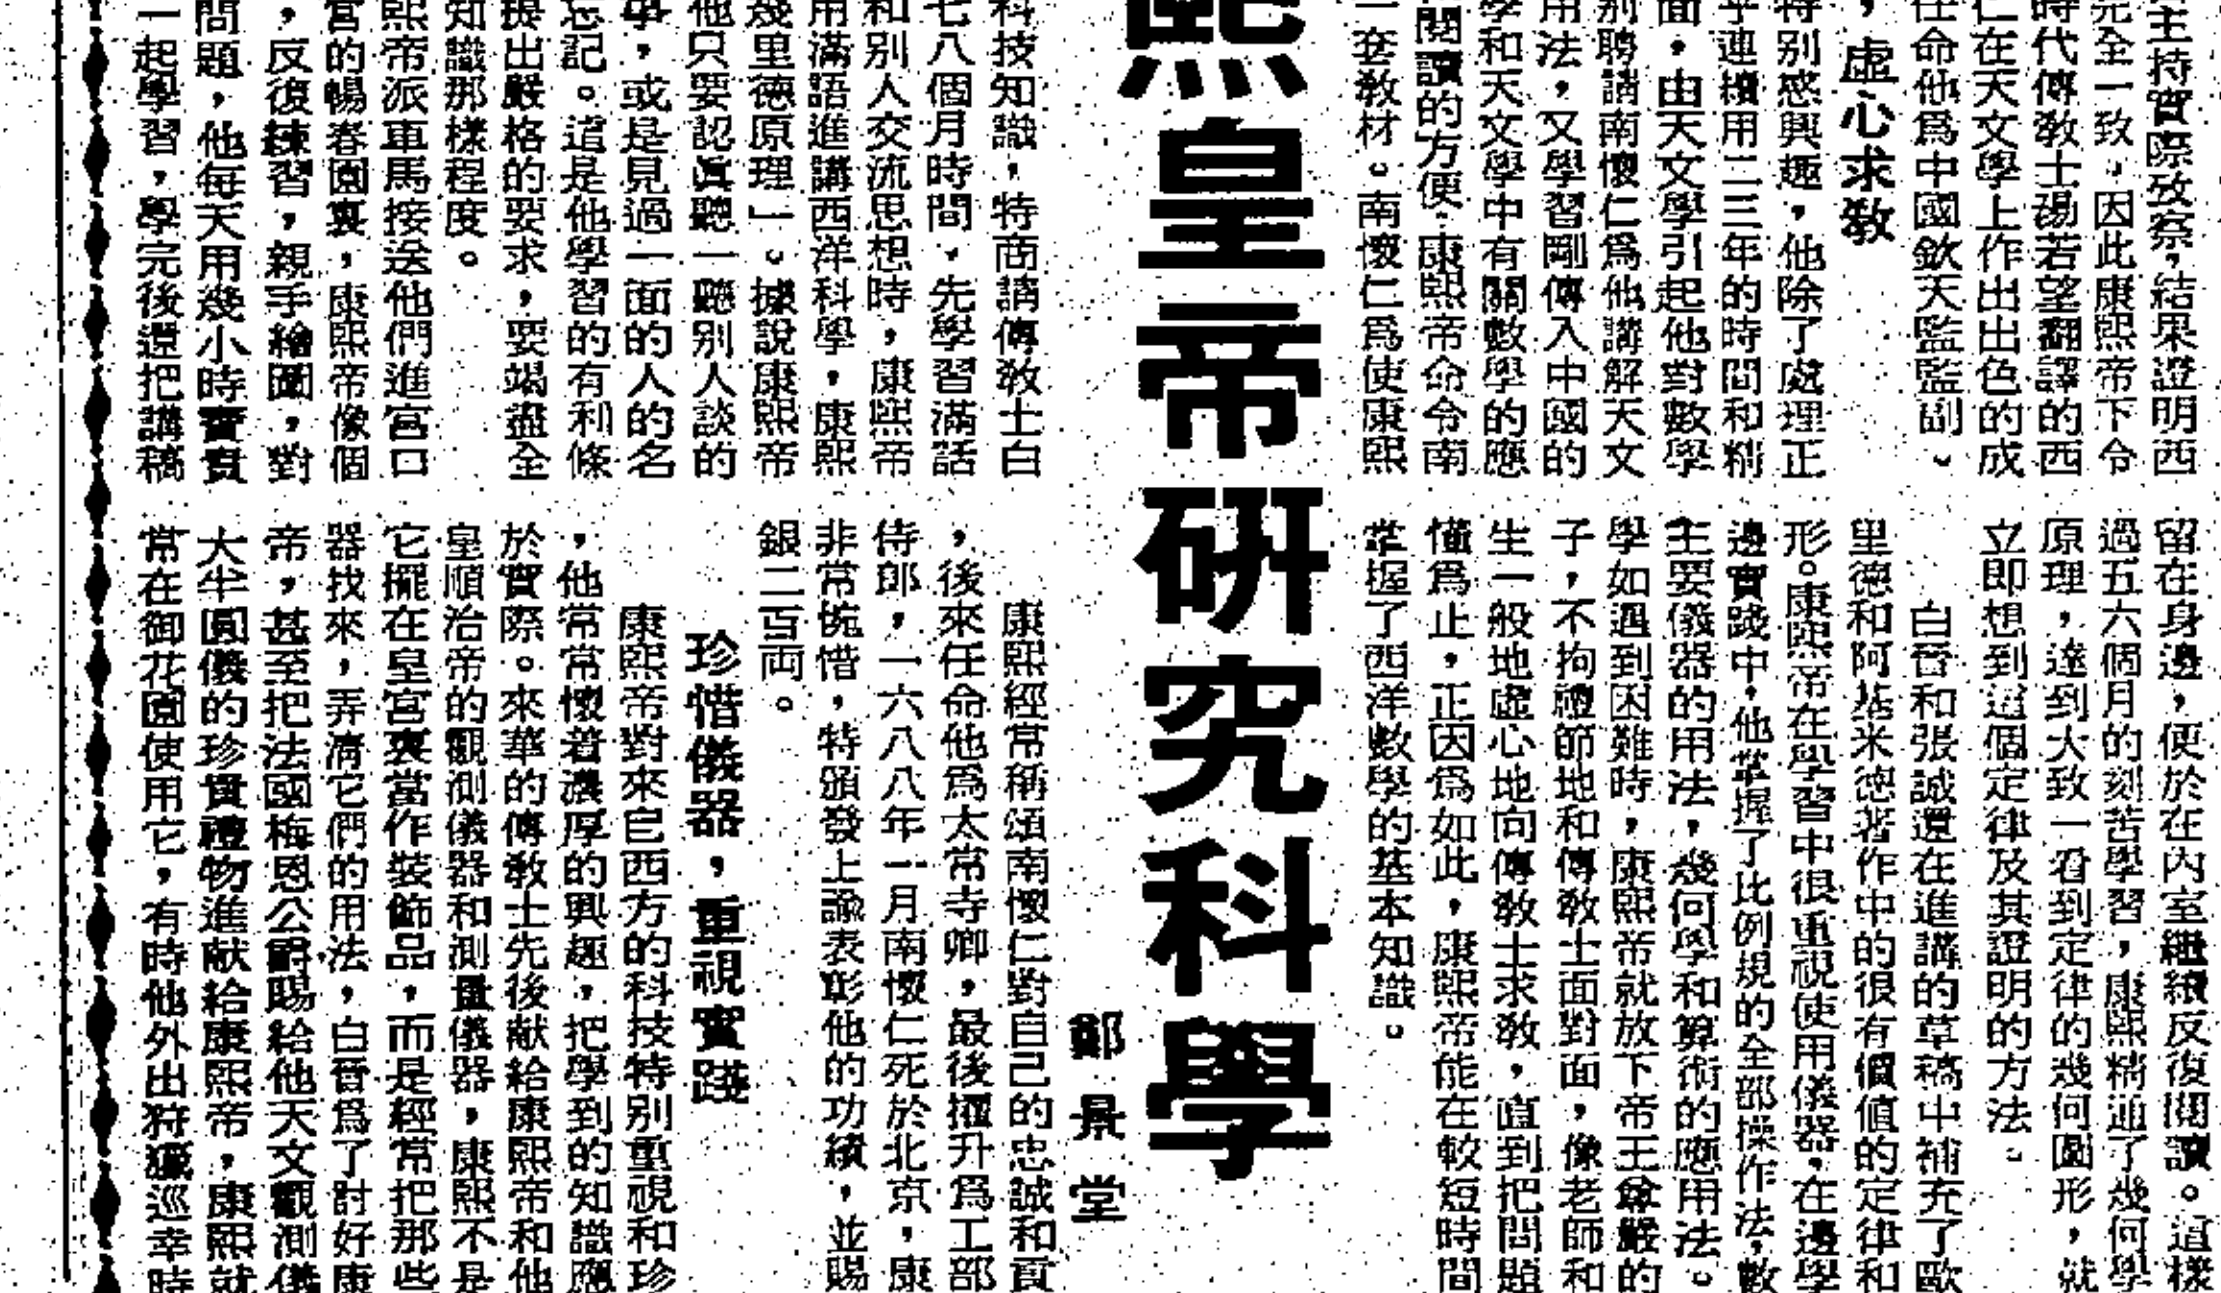 熙皇帝研究科學
鄭景堂
主持實際攷察,結果證明西
完全一致。因此康熙帝下令
時代傳教士湯若望翻譯的西
仁在天文學上作出出色的成
任命他爲中國欽天監監副。
,虛心求教
特别感興趣,他除了處理正
乎連續用二三年的時間和精
面,由天文學引起他對數學
别聘請南懷仁爲他講解天文
用法,又學習剛傳入中國的
學和天文學中有關數學的應
閱讀的方便,康熙帝命令南
一套教材。南懷仁爲使康熙
科技知識,特商請傳教士白
七八個月時間,先學習滿話
和别人交流思想時,康熙帝
用滿語進講西洋科學,康熙
幾里德原理」。據說康熙帝
他只要認眞聽一聽别人談的
學,或是見過一面的人的名
忘記。這是他學習的有利條
提出嚴格的要求,要竭盡全
知識那樣程度。
熙帝派車馬接送他們進宮口
宮的暢春園裏,康熙帝像個
,反復練習,親手繪圖,對
問題,他每天用幾小時實實
一起學習,學完後還把講稿
留在身邊,便於在內室繼續反復閱讀。這樣
過五六個月的刻苦學習,康熙精通了幾何學
原理,達到大致一看到定律的幾何圖形,就
立即想到這個定律及其證明的方法。
白晉和張誠還在進講的草稿中補充了歐
里德和阿基米德著作中的很有價值的定律和
形。康熙帝在學習中很重視使用儀器,在邊學
邊實踐中,他掌握了比例規的全部操作法,數
主要儀器的用法,幾何學和算術的應用法。
學如遇到困難時,康熙帝就放下帝王尊嚴的
子,不拘禮節地和傳教士面對面,像老師和
生一般地虛心地向傳教士求教,直到把問題
懂爲止,正因爲如此,康熙帝能在較短時間
掌握了西洋數學的基本知識。
康熙經常稱頌南懷仁對自己的忠誠和貢
,後來任命他爲太常寺卿,最後擢升爲工部
侍郎,一六八八年一月南懷仁死於北京,康
非常惋惜,特頒發上諭表彰他的功績,並賜
銀二百両。
珍惜儀器,重視實踐
康熙帝對來自西方的科技特别重視和珍
,他常常懷着濃厚的興趣,把學到的知識應
於實際。來華的傳教士先後献給康熙帝和他
皇順治帝的觀測儀器和測量儀器,康熙不是
它擺在皇宮裏當作裝飾品,而是經常把那些
器找來,弄清它們的用法,白晉爲了討好康
帝,甚至把法國梅恩公爵賜給他天文觀測儀
大半圓儀的珍貴禮物進献給康熙帝,康熙就
常在御花園使用它,有時他外出狩獵巡幸時